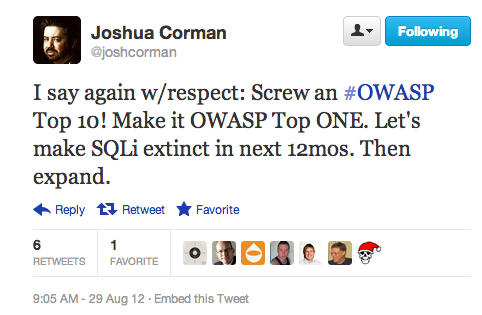 Joshua Corman
@joshcorman
Following
I say again w/respect: Screw an #OWASP
Top 10! Make it OWASP Top ONE. Let's
make SQLi extinct in next 12mos. Then
expand.
Reply Retweet Favorite
6 1
RETWEETS FAVORITE
9:05 AM - 29 Aug 12 · Embed this Tweet